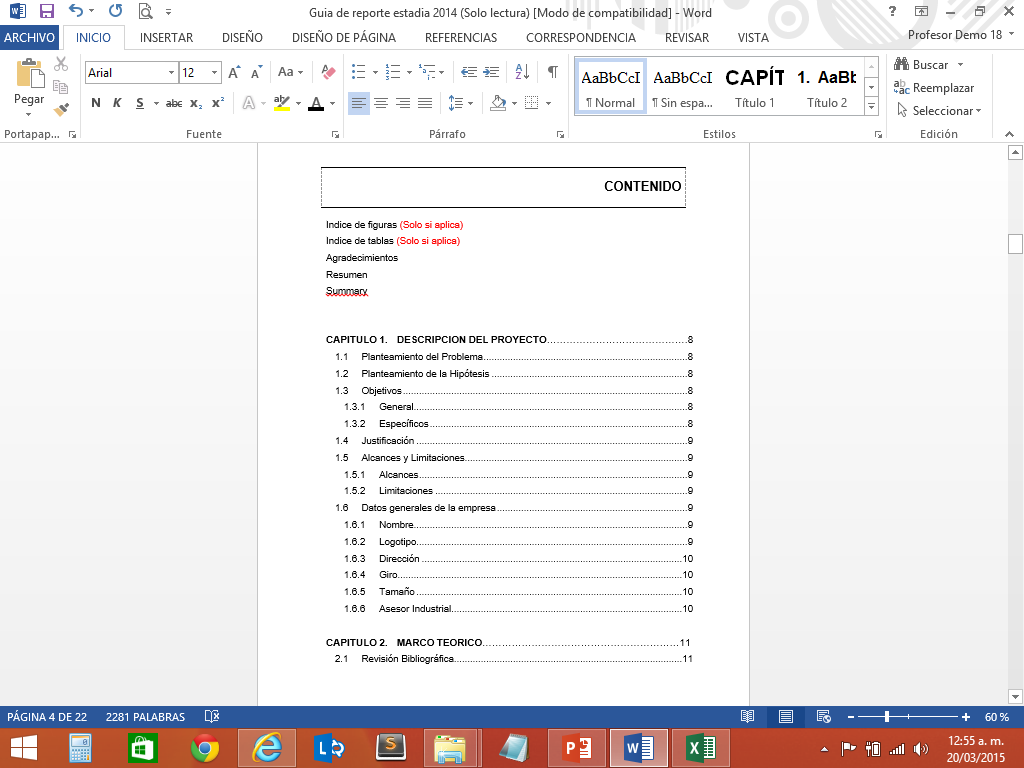 Guia de reporte estadia 2014 (Solo lectura) [Modo de compatibilidad] - Word
ARCHIVO INICIO INSERTAR DISEÑO DISEÑO DE PÁGINA REFERENCIAS CORRESPONDENCIA REVISAR VISTA Profesor Demo 18
Pegar
Arial 12 Aa
N K S abc x₂ x² A A
AaBbCcI AaBbCcI CAPÍT 1. AaBb
¶ Normal ¶ Sin espa... Título 1 Título 2
Buscar
Reemplazar
Seleccionar
Portapap... Fuente Párrafo Estilos Edición
CONTENIDO
Indice de figuras (Solo si aplica)
Indice de tablas (Solo si aplica)
Agradecimientos
Resumen
Summary
CAPITULO 1. DESCRIPCION DEL PROYECTO..........................................8
1.1 Planteamiento del Problema..........................................8
1.2 Planteamiento de la Hipótesis..........................................8
1.3 Objetivos..........................................8
1.3.1 General..........................................8
1.3.2 Específicos..........................................8
1.4 Justificación..........................................9
1.5 Alcances y Limitaciones..........................................9
1.5.1 Alcances..........................................9
1.5.2 Limitaciones..........................................9
1.6 Datos generales de la empresa..........................................9
1.6.1 Nombre..........................................9
1.6.2 Logotipo..........................................9
1.6.3 Dirección..........................................10
1.6.4 Giro..........................................10
1.6.5 Tamaño..........................................10
1.6.6 Asesor Industrial..........................................10
CAPITULO 2. MARCO TEORICO..........................................11
2.1 Revisión Bibliográfica..........................................11
PÁGINA 4 DE 22 2281 PALABRAS 60 %
12:55 a. m.
20/03/2015